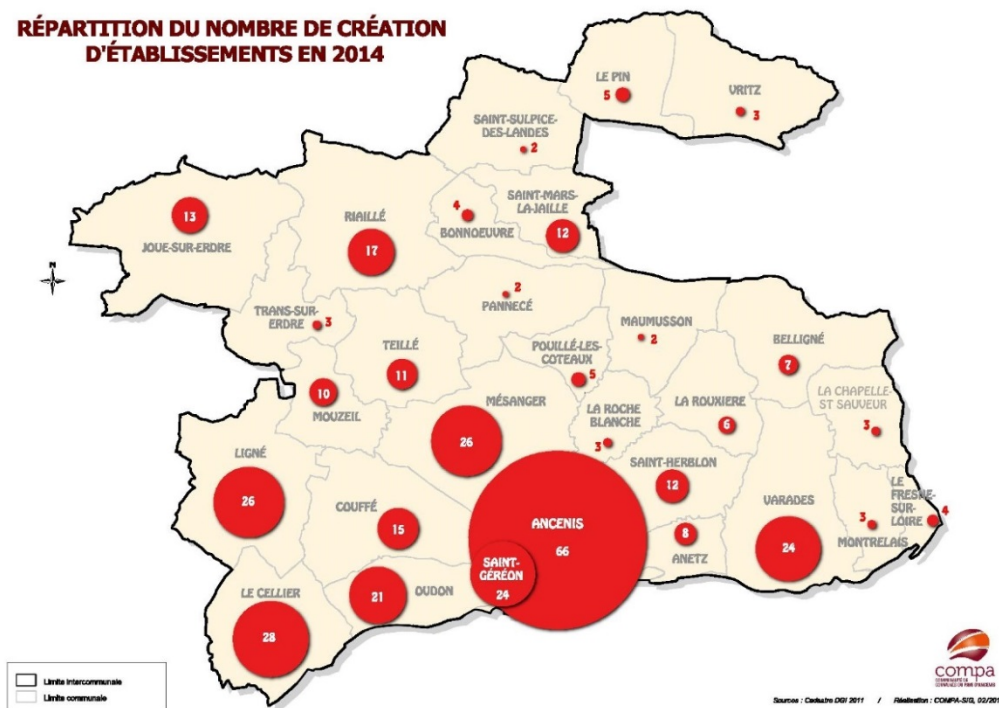 RÉPARTITION DU NOMBRE DE CRÉATION
D'ÉTABLISSEMENTS EN 2014
LE PIN
5
VRITZ
3
SAINT-SULPICE-
DES-LANDES
2
SAINT-MARS-
LA-JAILLE
12
4
BONNOEUVRE
13
JOUE-SUR-ERDRE
RIAILLÉ
17
N
2
PANNECÉ
TRANS-SUR-
ERDRE
3
MAUMUSSON
2
BELLIGNÉ
7
TEILLÉ
11
POUILLÉ-LES-
COTEAUX
5
10
MOUZEIL
MÉSANGER
26
LA ROCHE
BLANCHE
3
LA ROUXIERE
6
LA CHAPELLE-
ST SAUVEUR
3
LIGNÉ
26
SAINT-HERBLON
12
COUFFÉ
15
ANCENIS
66
VARADES
24
LE FRESNE-
SUR-
LOIRE
4
3
MONTRELAIS
8
ANETZ
SAINT-
GÉRÉON
24
LE CELLIER
28
21
OUDON
Limite intercommunale
Limite communale
compa
Sources : Cadastre DGI 2011 / Réalisation : COMPA-SIG, 02/201